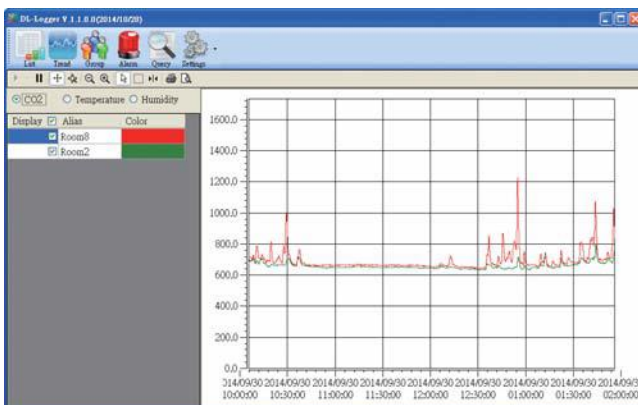 DL-Logger V 1.1.0.0(2014/10/20)
List Trend Group Alarm Query Settings
CO2 Temperature Humidity
Display Alias Color
Room8
Room2
1600.0
1400.0
1200.0
1000.0
800.0
600.0
400.0
200.0
0.0
014/09/30 2014/09/30 2014/09/30 2014/09/30 2014/09/30 2014/09/30 2014/09/30 2014/09/30 2014/09/30
10:00:00 10:30:00 11:00:00 11:30:00 12:00:00 12:30:00 01:00:00 01:30:00 02:00:00